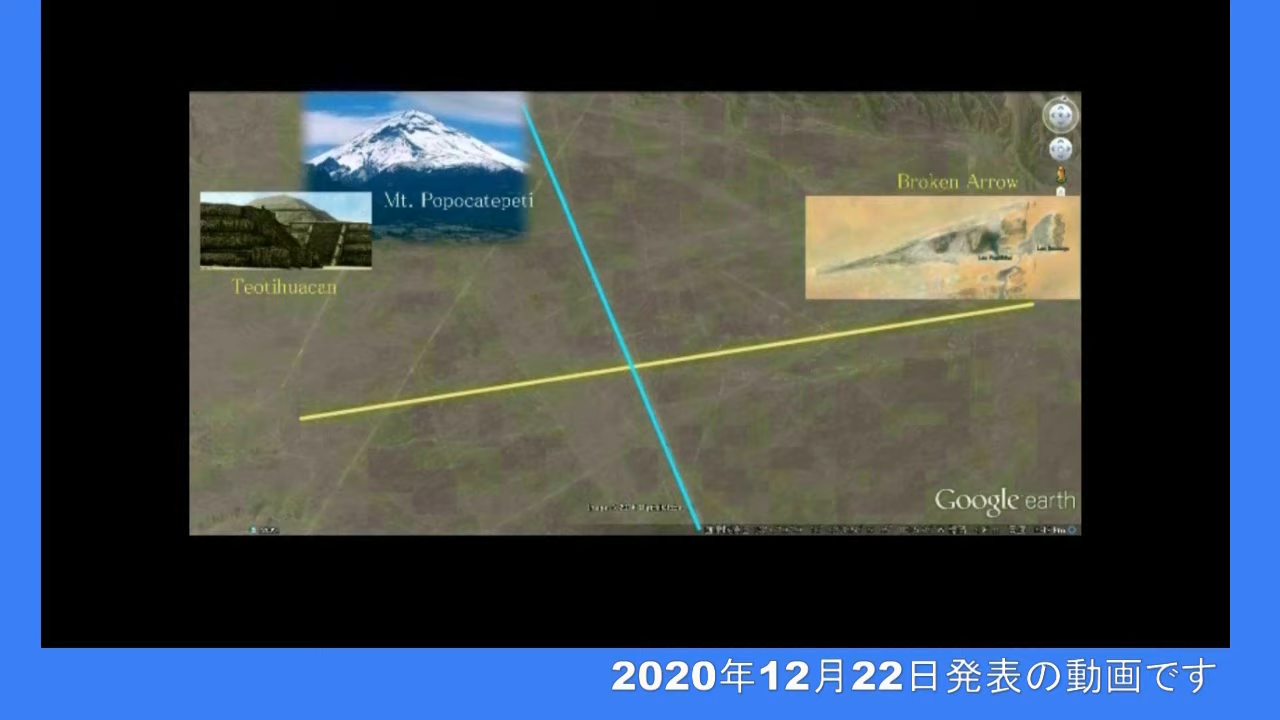 Mt. Popocatepeti
Teotihuacan
Broken Arrow
Google earth
2020年12月22日発表の動画です